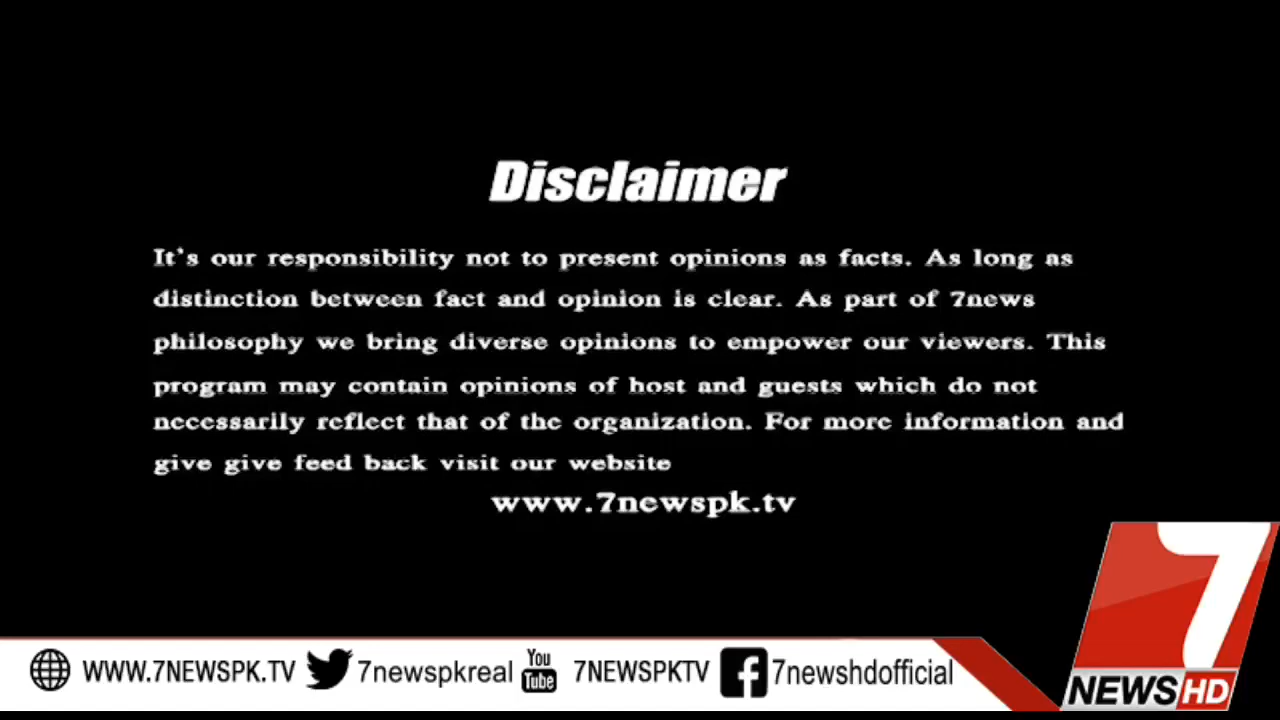 Disclaimer
It's our responsibility not to present opinions as facts. As long as
distinction between fact and opinion is clear. As part of 7news
philosophy we bring diverse opinions to empower our viewers. This
program may contain opinions of host and guests which do not
necessarily reflect that of the organization. For more information and
give give feed back visit our website
www.7newspk.tv
7
NEWS HD
WWW.7NEWSPK.TV 7newspkreal You Tube 7NEWSPKTV f 7newshdofficial